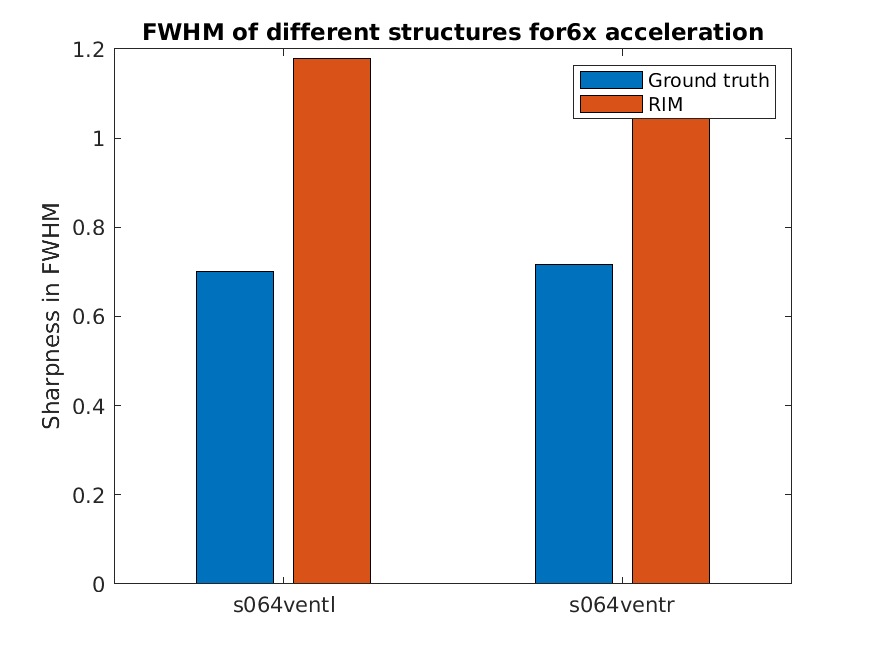 FWHM of different structures for6x acceleration
1.2
1
0.8
0.6
0.4
0.2
0
Sharpness in FWHM
Ground truth
RIM
s064ventl
s064ventr